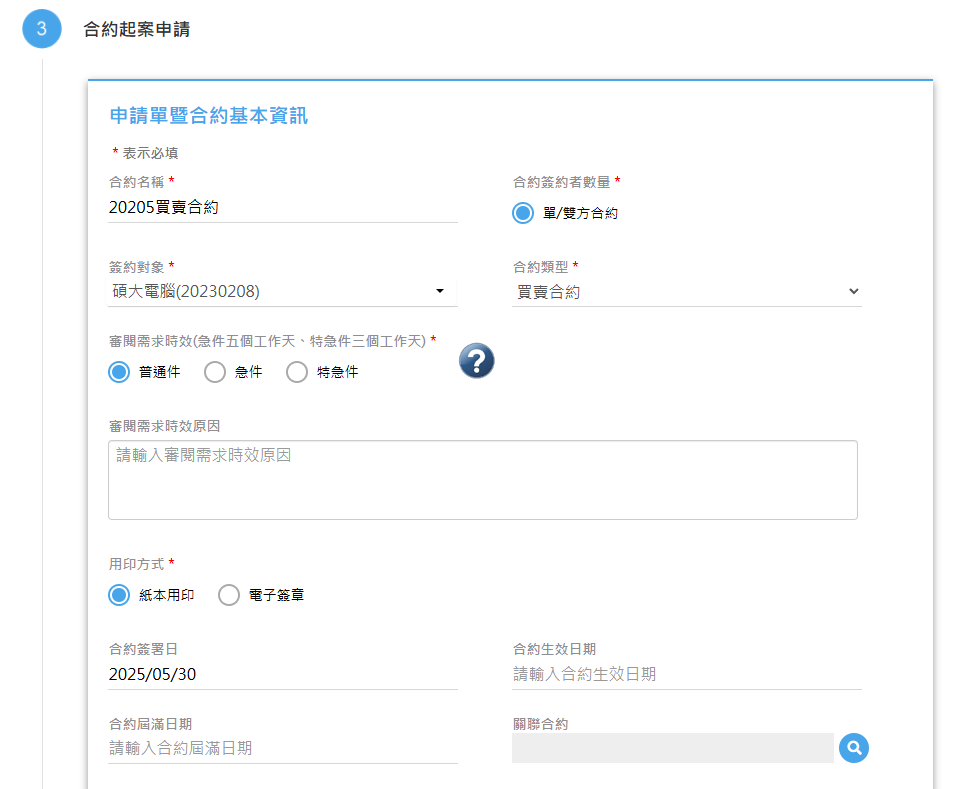 3 合約起案申請
申請單暨合約基本資訊
* 表示必填
合約名稱 * 合約簽約者數量 *
20205買賣合約 單/雙方合約
簽約對象 * 合約類型 *
碩大電腦(20230208) 買賣合約
審閱需求時效(急件五個工作天、特急件三個工作天) *
普通件 急件 特急件 ?
審閱需求時效原因
請輸入審閱需求時效原因
用印方式 *
紙本用印 電子簽章
合約簽署日 合約生效日期
2025/05/30 請輸入合約生效日期
合約屆滿日期 關聯合約
請輸入合約屆滿日期